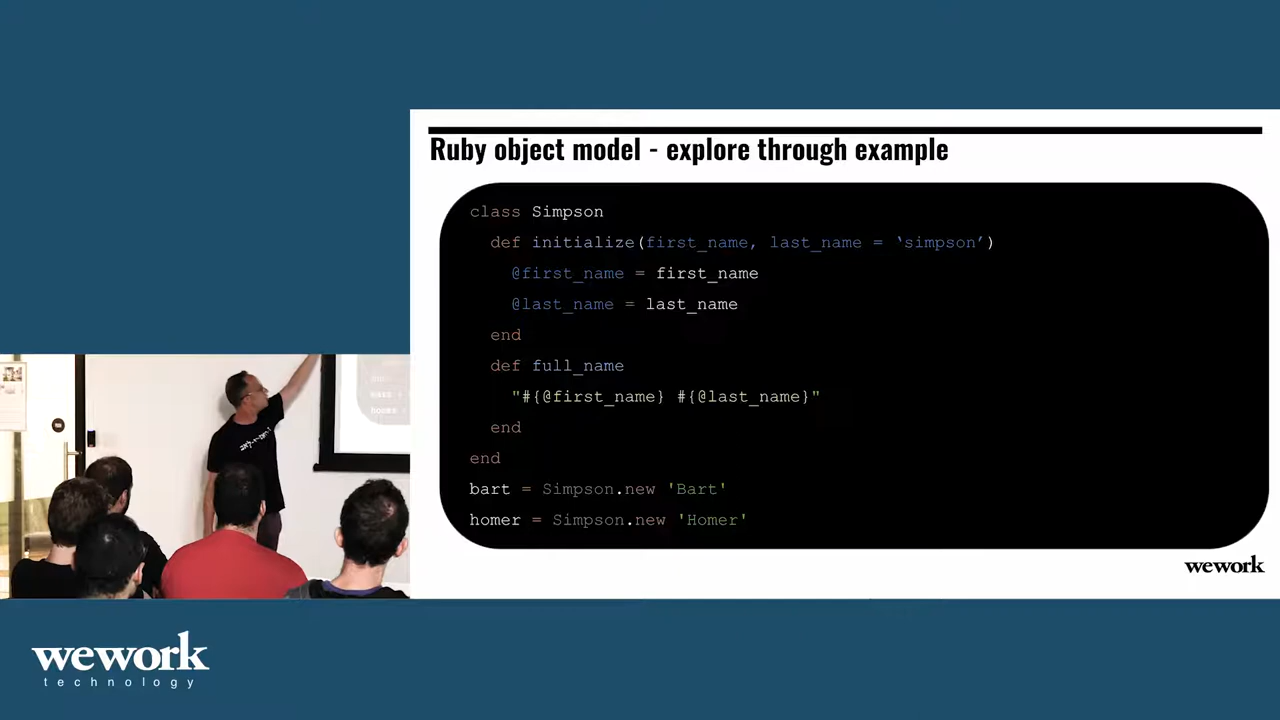 Ruby object model - explore through example
class Simpson
def initialize(first_name, last_name = ‘simpson’)
@first_name = first_name
@last_name = last_name
end
def full_name
"#{@first_name} #{@last_name}"
end
end
bart = Simpson.new 'Bart'
homer = Simpson.new 'Homer'
wework
wework
technology